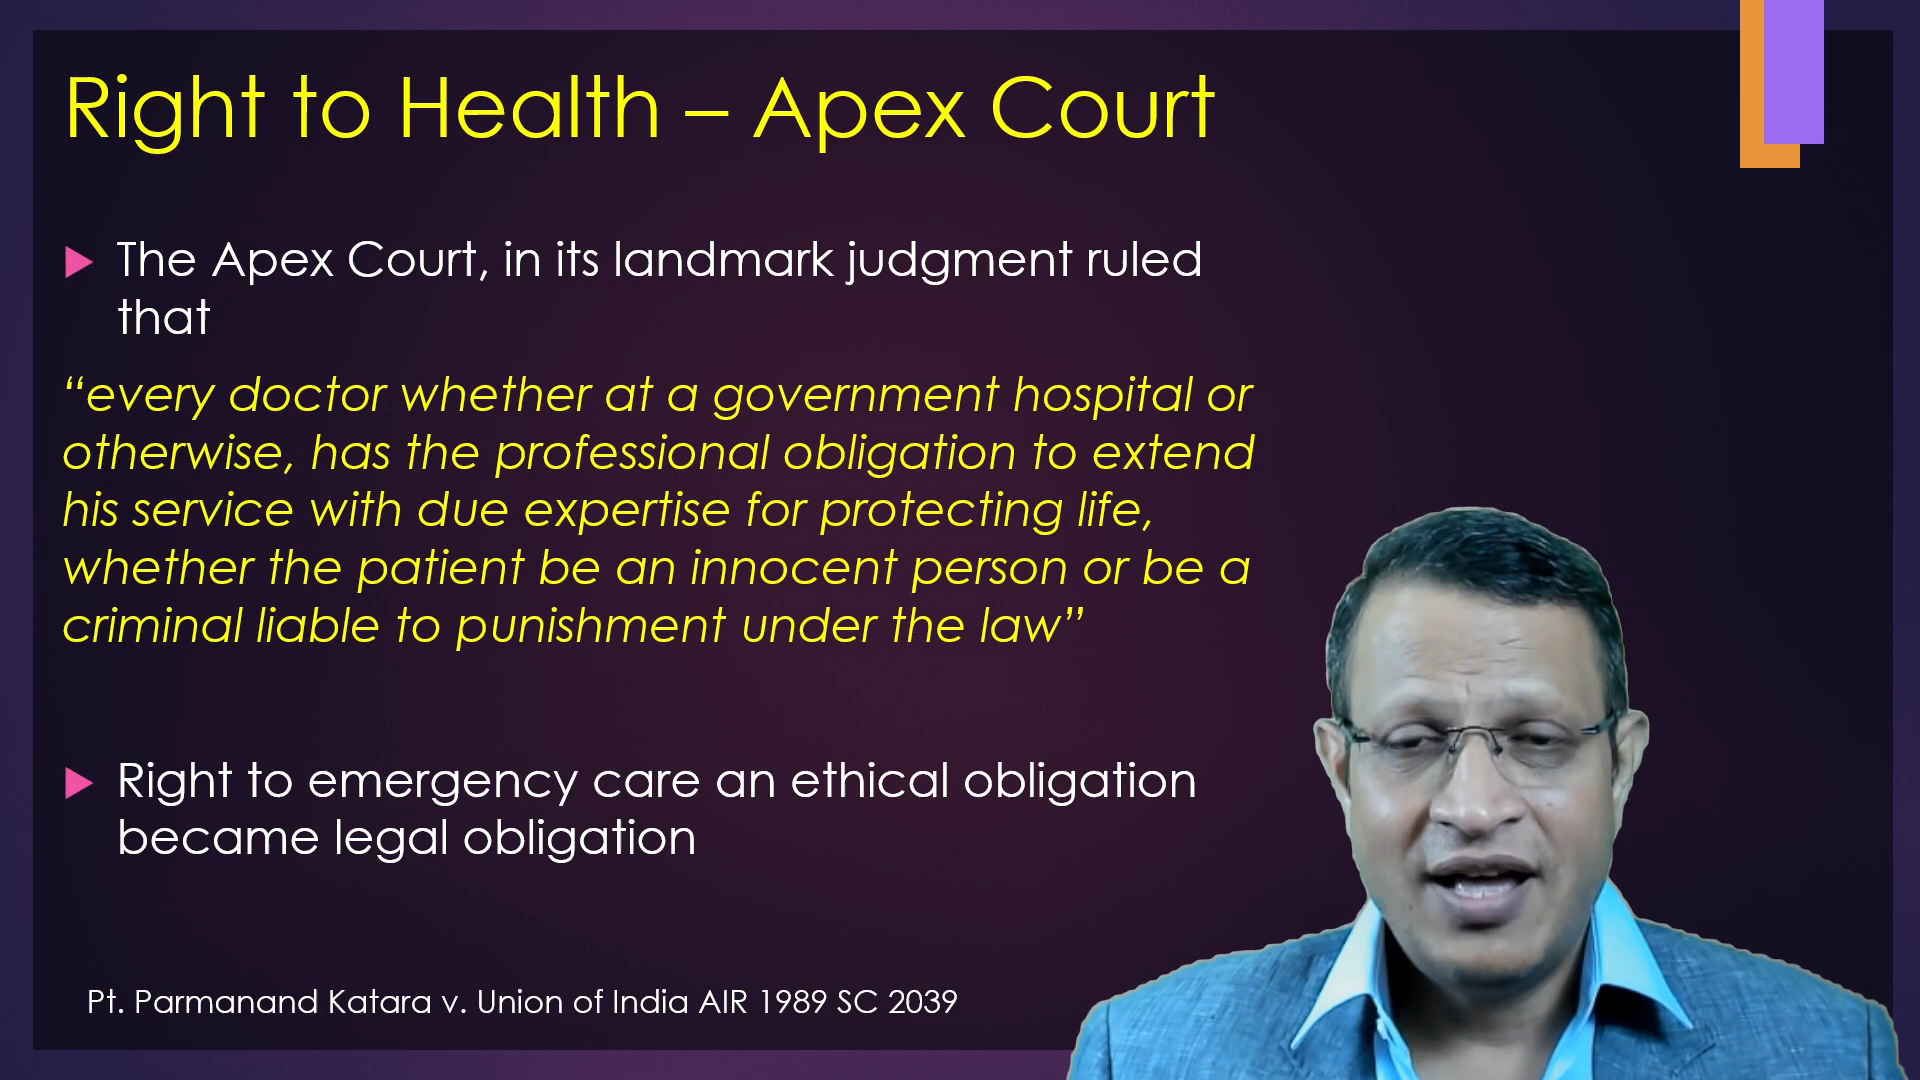 Right to Health – Apex Court
The Apex Court, in its landmark judgment ruled
that
“every doctor whether at a government hospital or
otherwise, has the professional obligation to extend
his service with due expertise for protecting life,
whether the patient be an innocent person or be a
criminal liable to punishment under the law”
Right to emergency care an ethical obligation
became legal obligation
Pt. Parmanand Katara v. Union of India AIR 1989 SC 2039